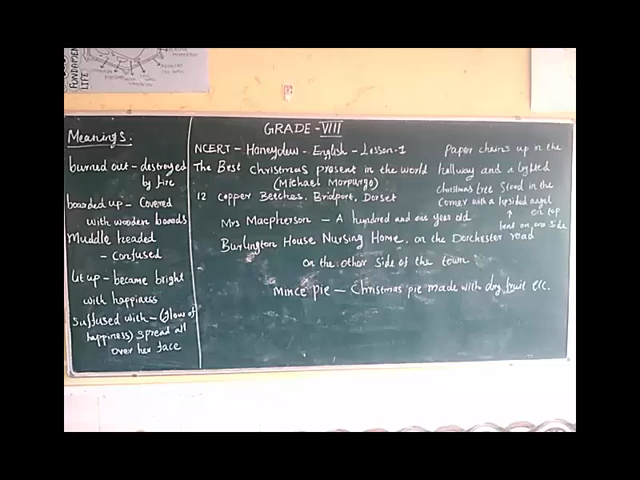 FUNDAMEN
LIFE
GRADE - VIII
Meanings.
burned out - destroyed
by fire
boarded up - Covered
with wooden boards
Muddle headed
- Confused
Lit up - became bright
with happiness
Suffused with - (glow of
happiness) spread all
over her face
NCERT - Honeydew - English - Lesson-1
The Best Christmas present in the world
(Michael Morpurgo)
12 Copper Beeches, Bridport, Dorset
Mrs Macpherson - A hundred and one year old
Burlington House Nursing Home, on the Dorchester road
on the other side of the town
Mince pie - Christmas pie made with dry fruit etc.
Paper chains up in the
hallway and a lighted
christmas tree stood in the
corner with a lopsided angel
on top
bent on one side